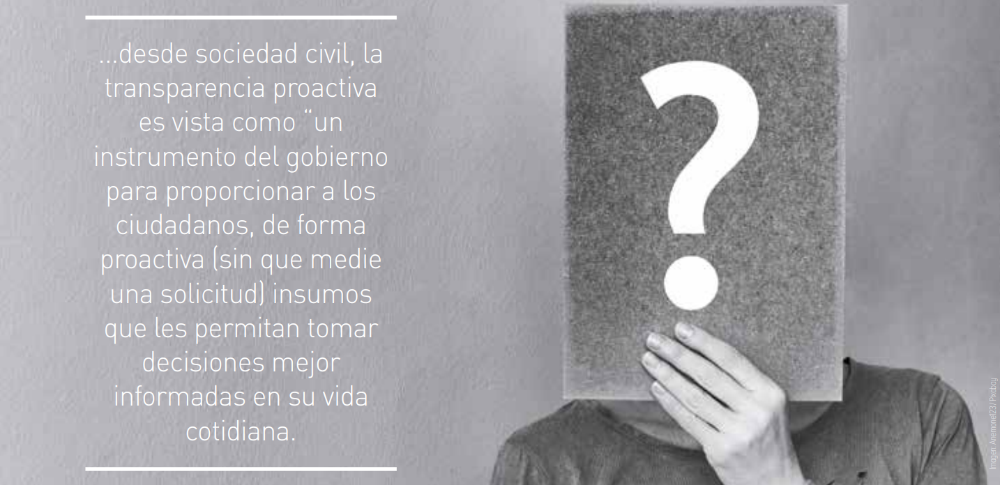 ...desde sociedad civil, la
transparencia proactiva
es vista como “un
instrumento del gobierno
para proporcionar a los
ciudadanos, de forma
proactiva (sin que medie
una solicitud) insumos
que les permitan tomar
decisiones mejor
informadas en su vida
cotidiana.
?
Imagen: Anemone123 / Pixabay